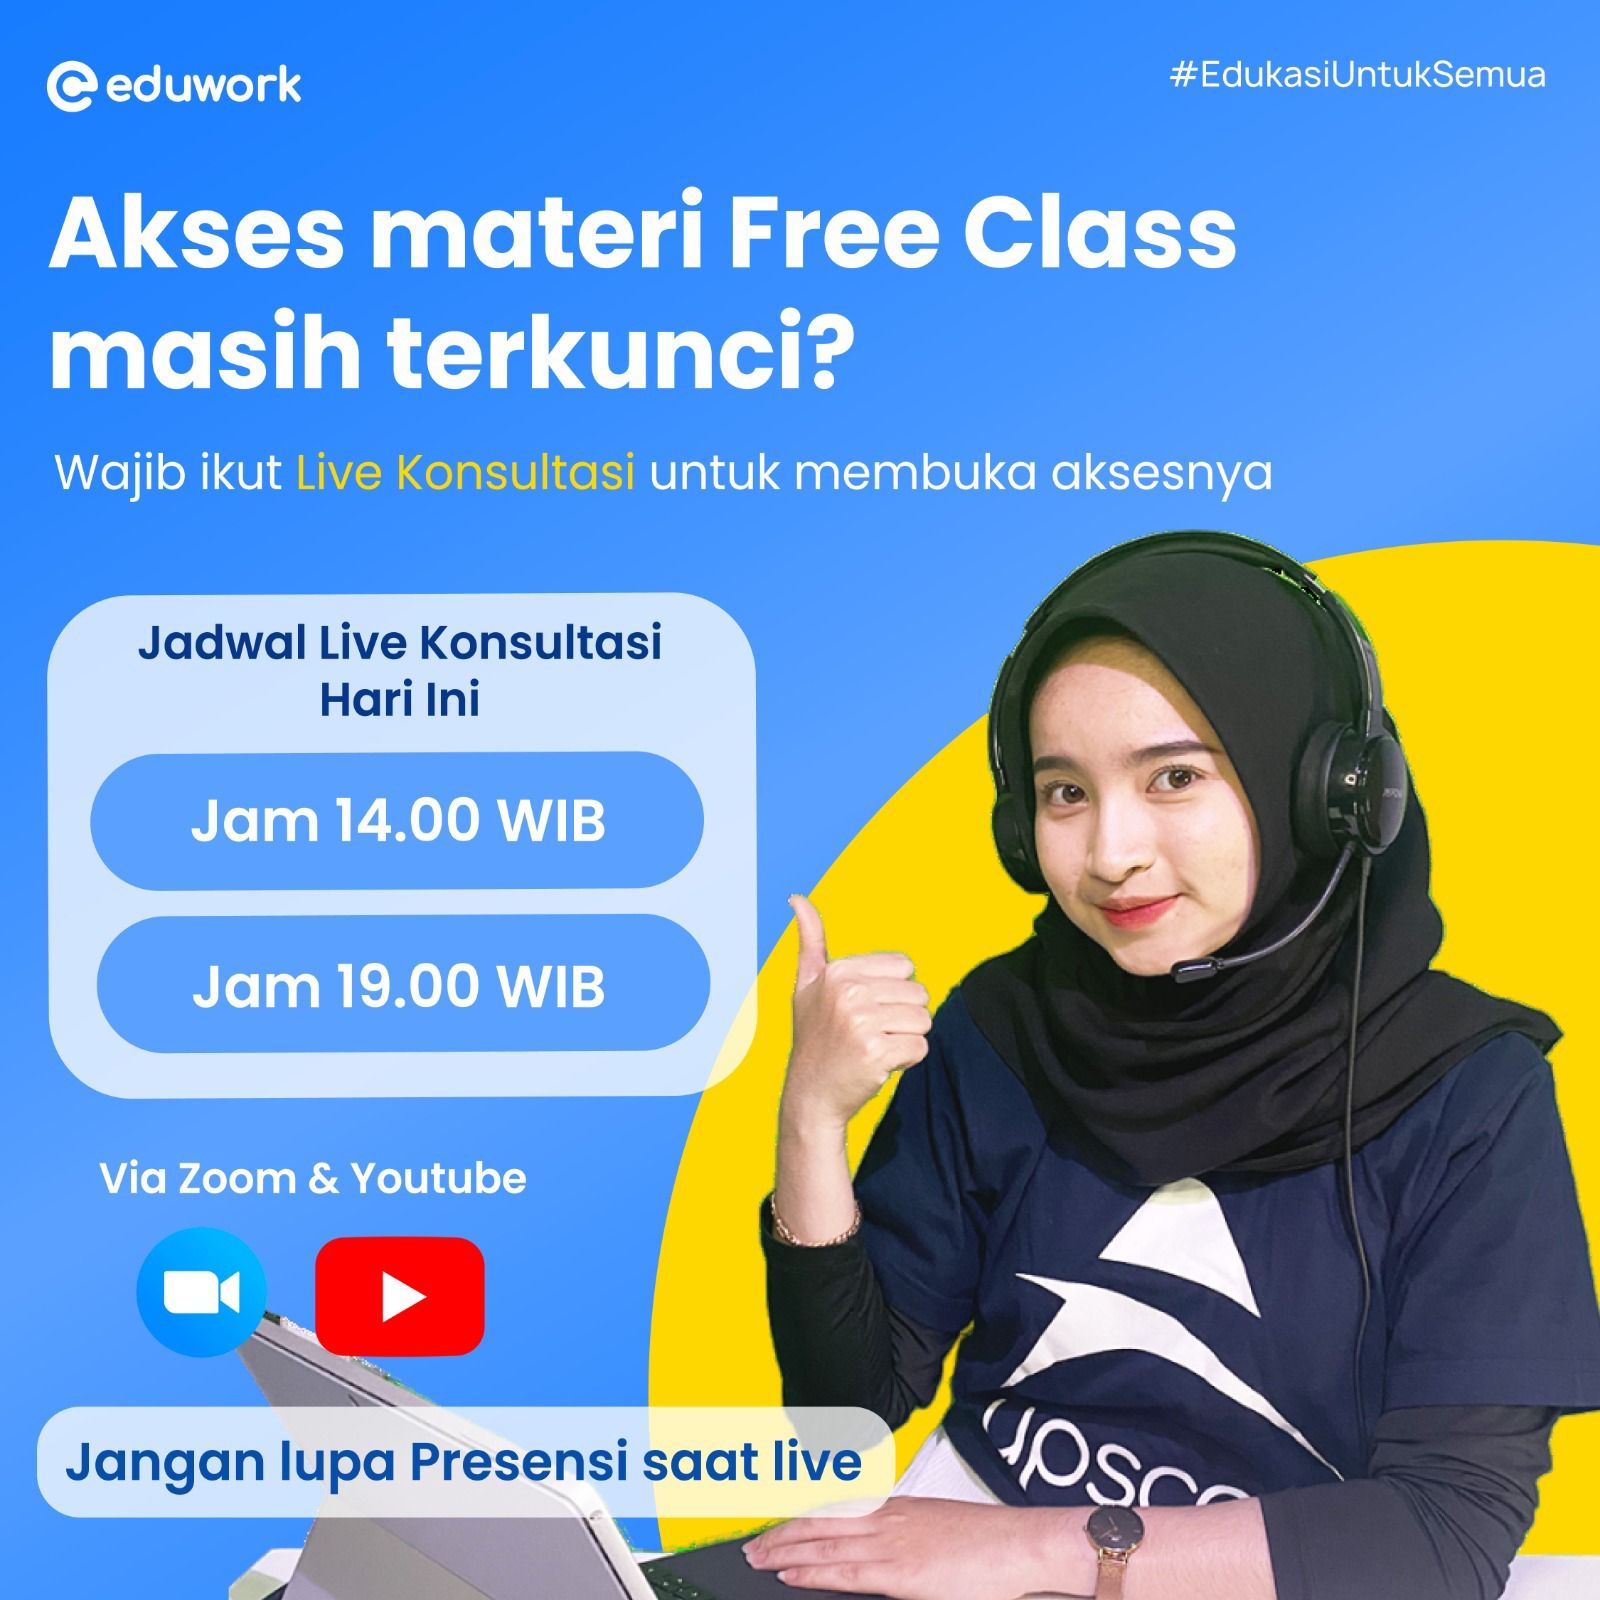 eduwork
#EdukasiUntukSemua
Akses materi Free Class
masih terkunci?
Wajib ikut Live Konsultasi untuk membuka aksesnya
Jadwal Live Konsultasi
Hari Ini
Jam 14.00 WIB
Jam 19.00 WIB
Via Zoom & Youtube
Jangan lupa Presensi saat live